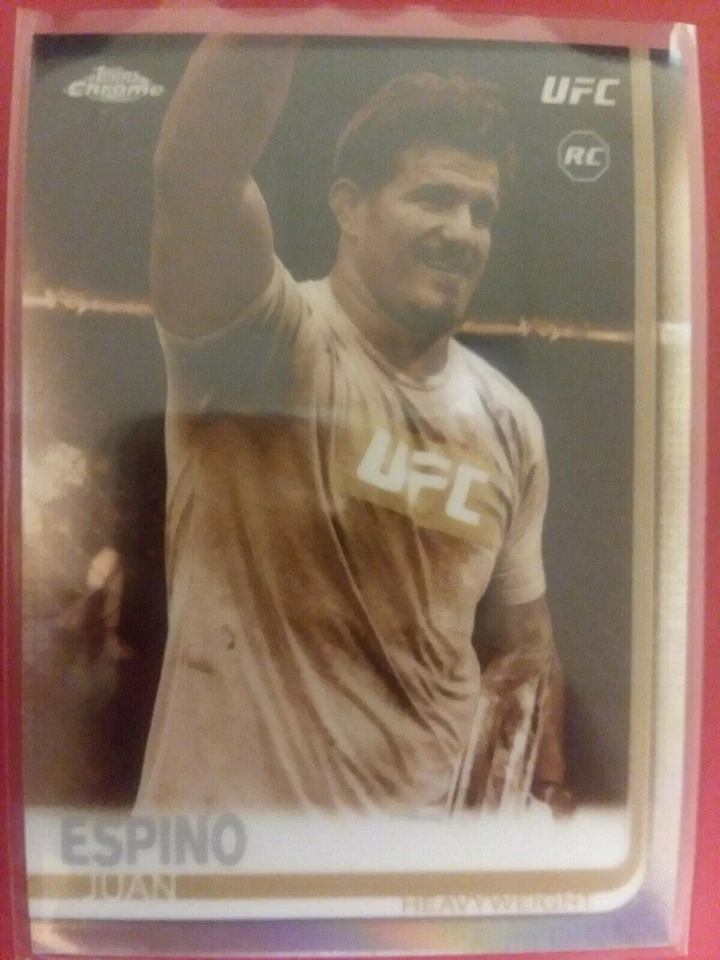 Topps
Chrome
UFC
RC
UFC
ESPINO
JUAN
HEAVYWEIGHT